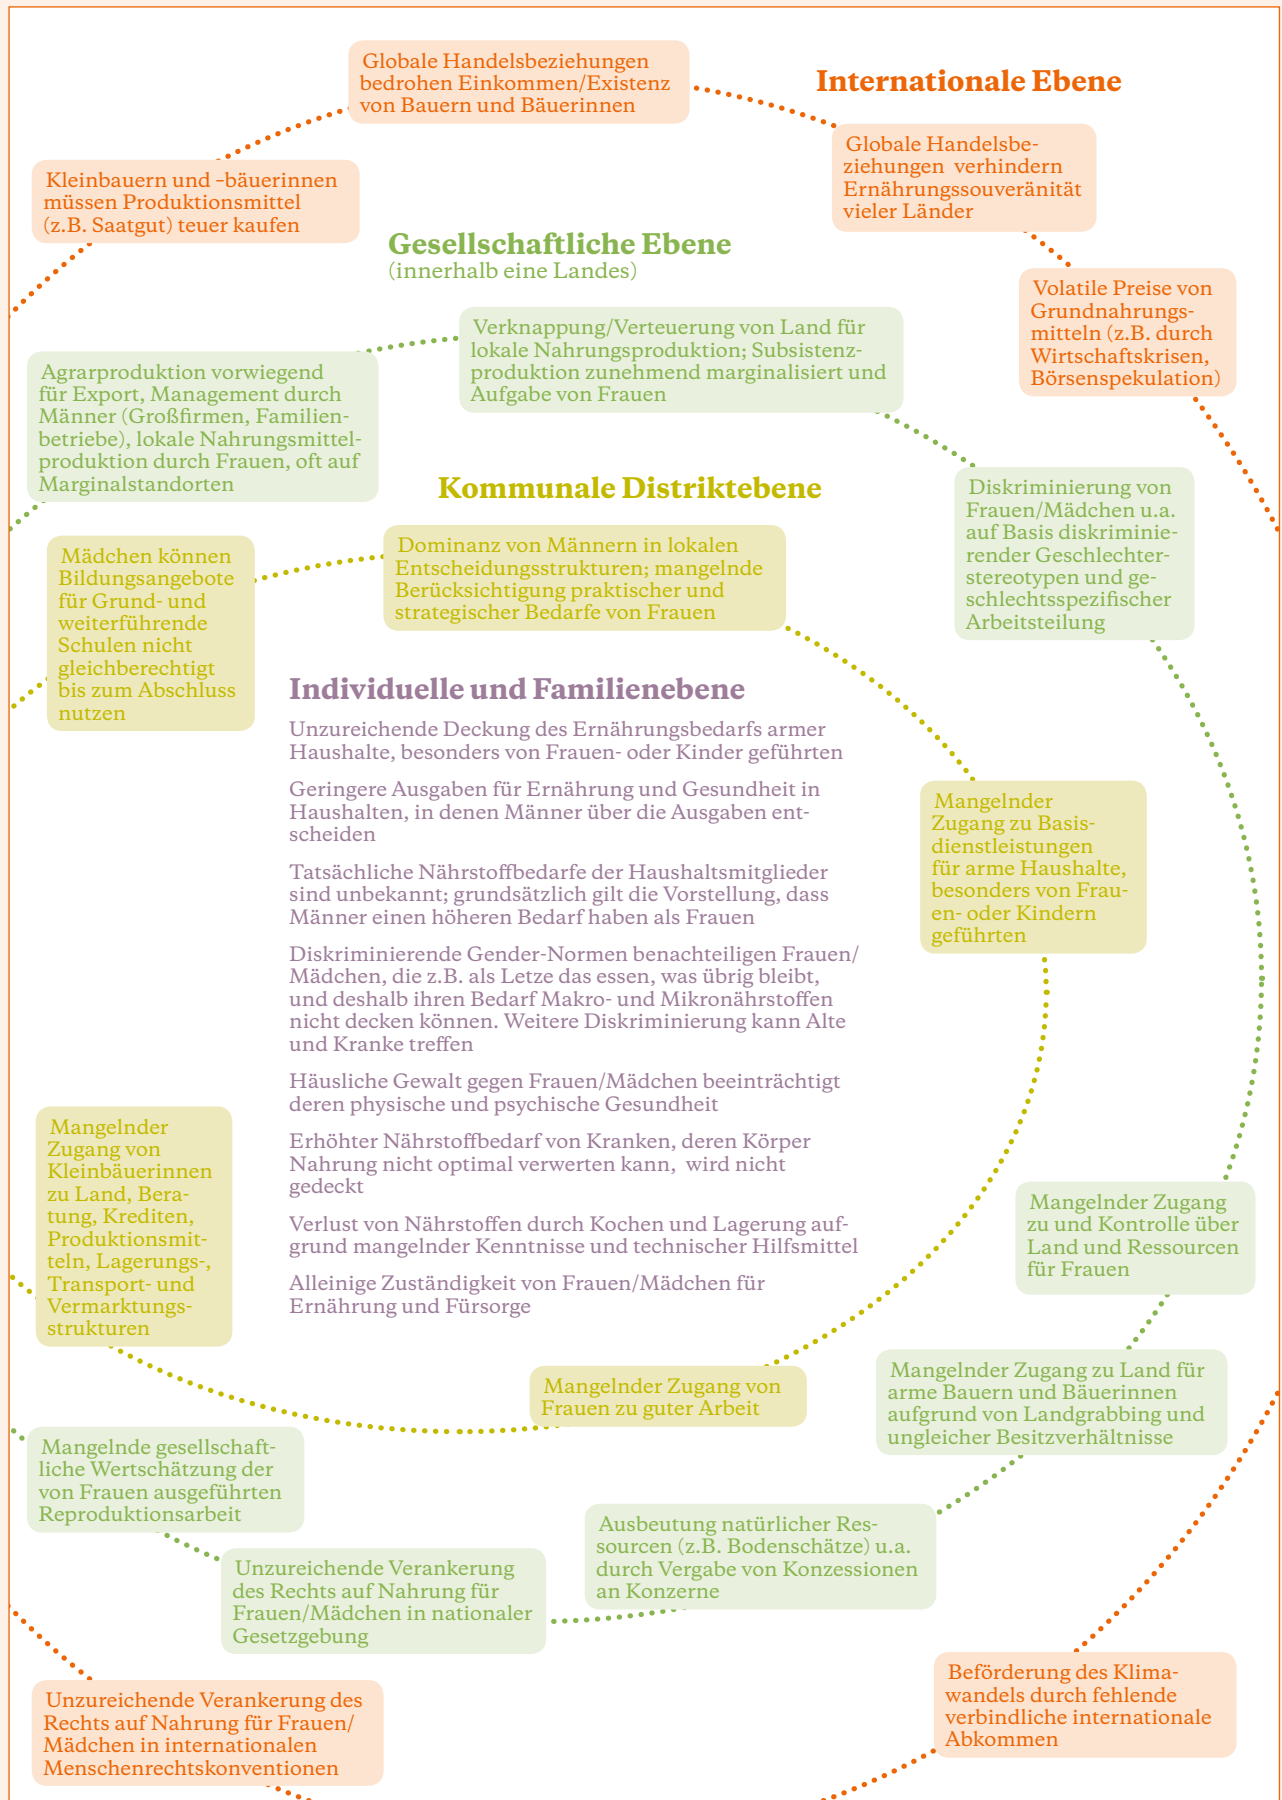 Internationale Ebene
Globale Handelsbeziehungen
bedrohen Einkommen/Existenz
von Bauern und Bäuerinnen
Globale Handelsbe-
ziehungen verhindern
Ernährungssouveränität
vieler Länder
Kleinbauern und –bäuerinnen
müssen Produktionsmittel
(z.B. Saatgut) teuer kaufen
Volatile Preise von
Grundnahrungs-
mitteln (z.B. durch
Wirtschaftskrisen,
Börsenspekulation)
Gesellschaftliche Ebene
(innerhalb eine Landes)
Verknappung/Verteuerung von Land für
lokale Nahrungsproduktion; Subsistenz-
produktion zunehmend marginalisiert und
Aufgabe von Frauen
Agrarproduktion vorwiegend
für Export, Management durch
Männer (Großfirmen, Familien-
betriebe), lokale Nahrungsmittel-
produktion durch Frauen, oft auf
Marginalstandorten
Diskriminierung von
Frauen/Mädchen u.a.
auf Basis diskriminie-
render Geschlechter-
stereotypen und ge-
schlechtsspezifischer
Arbeitsteilung
Kommunale Distriktebene
Mädchen können
Bildungsangebote
für Grund- und
weiterführende
Schulen nicht
gleichberechtigt
bis zum Abschluss
nutzen
Dominanz von Männern in lokalen
Entscheidungsstrukturen; mangelnde
Berücksichtigung praktischer und
strategischer Bedarfe von Frauen
Individuelle und Familienebene
Unzureichende Deckung des Ernährungsbedarfs armer
Haushalte, besonders von Frauen- oder Kinder geführten
Geringere Ausgaben für Ernährung und Gesundheit in
Haushalten, in denen Männer über die Ausgaben ent-
scheiden
Tatsächliche Nährstoffbedarfe der Haushaltsmitglieder
sind unbekannt; grundsätzlich gilt die Vorstellung, dass
Männer einen höheren Bedarf haben als Frauen
Diskriminierende Gender-Normen benachteiligen Frauen/
Mädchen, die z.B. als Letze das essen, was übrig bleibt,
und deshalb ihren Bedarf Makro- und Mikronährstoffen
nicht decken können. Weitere Diskriminierung kann Alte
und Kranke treffen
Häusliche Gewalt gegen Frauen/Mädchen beeinträchtigt
deren physische und psychische Gesundheit
Erhöhter Nährstoffbedarf von Kranken, deren Körper
Nahrung nicht optimal verwerten kann, wird nicht
gedeckt
Verlust von Nährstoffen durch Kochen und Lagerung auf-
grund mangelnder Kenntnisse und technischer Hilfsmittel
Alleinige Zuständigkeit von Frauen/Mädchen für
Ernährung und Fürsorge
Mangelnder
Zugang zu Basis-
dienstleistungen
für arme Haushalte,
besonders von Frau-
en- oder Kindern
geführten
Mangelnder
Zugang von
Kleinbäuerinnen
zu Land, Bera-
tung, Krediten,
Produktionsmit-
teln, Lagerungs-,
Transport- und
Vermarktungs-
strukturen
Mangelnder Zugang von
Frauen zu guter Arbeit
Mangelnder Zugang
zu und Kontrolle über
Land und Ressourcen
für Frauen
Mangelnder Zugang zu Land für
arme Bauern und Bäuerinnen
aufgrund von Landgrabbing und
ungleicher Besitzverhältnisse
Mangelnde gesellschaft-
liche Wertschätzung der
von Frauen ausgeführten
Reproduktionsarbeit
Ausbeutung natürlicher Res-
sourcen (z.B. Bodenschätze) u.a.
durch Vergabe von Konzessionen
an Konzerne
Unzureichende Verankerung
des Rechts auf Nahrung für
Frauen/Mädchen in nationaler
Gesetzgebung
Unzureichende Verankerung des
Rechts auf Nahrung für Frauen/
Mädchen in internationalen
Menschenrechtskonventionen
Beförderung des Klima-
wandels durch fehlende
verbindliche internationale
Abkommen